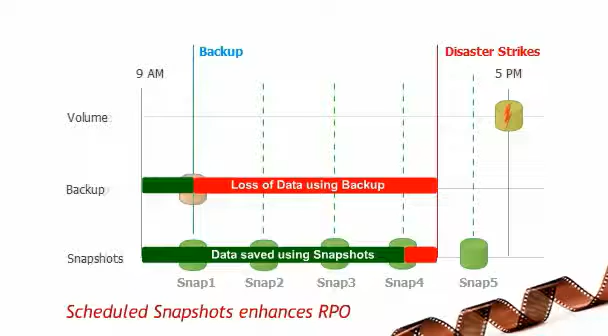 Backup
Disaster Strikes
9 AM
5 PM
Volume
Backup
Loss of Data using Backup
Snapshots
Data saved using Snapshots
Snap1
Snap2
Snap3
Snap4
Snap5
Scheduled Snapshots enhances RPO